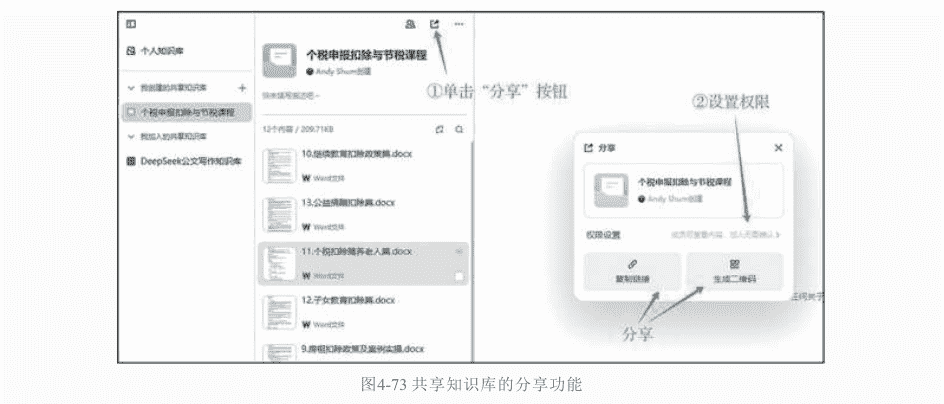 个人知识库
我创建的共享知识库
个税申报扣除与节税课程
我加入的共享知识库
DeepSeek公文写作知识库
个税申报扣除与节税课程
Andy Shum创建
12个内容 / 209.71KB
10.继续教育扣除政策篇.docx
Word文件
13.公益捐赠扣除篇.docx
Word文件
11.个税扣除赡养老人篇.docx
Word文件
12.子女教育扣除篇.docx
Word文件
9.房租扣除政策及案例实操.docx
①单击“分享”按钮
②设置权限
分享
个税申报扣除与节税课程
Andy Shum创建
权限设置
复制链接
生成二维码
分享
图4-73 共享知识库的分享功能